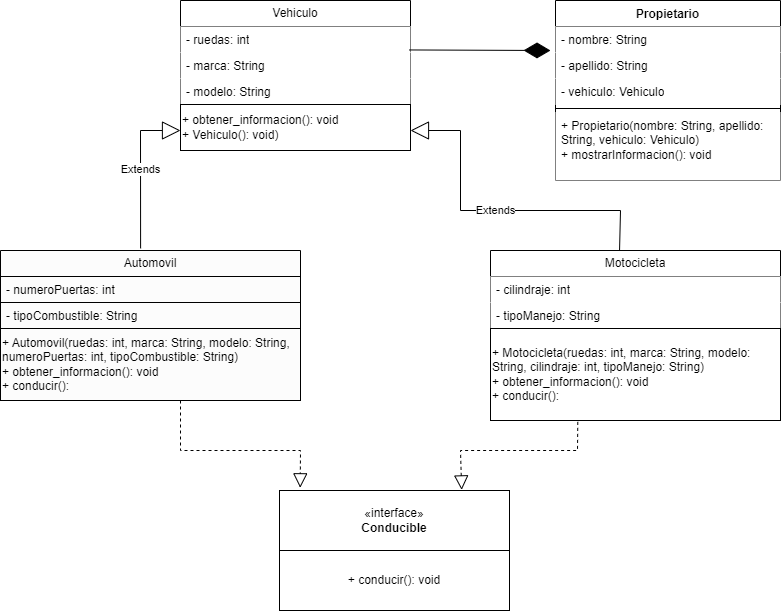 Vehiculo
- ruedas: int
- marca: String
- modelo: String
+ obtener_informacion(): void
+ Vehiculo(): void)
Propietario
- nombre: String
- apellido: String
- vehiculo: Vehiculo
+ Propietario(nombre: String, apellido:
String, vehiculo: Vehiculo)
+ mostrarInformacion(): void
Extends
Extends
Automovil
- numeroPuertas: int
- tipoCombustible: String
+ Automovil(ruedas: int, marca: String, modelo: String,
numeroPuertas: int, tipoCombustible: String)
+ obtener_informacion(): void
+ conducir():
Motocicleta
- cilindraje: int
- tipoManejo: String
+ Motocicleta(ruedas: int, marca: String, modelo:
String, cilindraje: int, tipoManejo: String)
+ obtener_informacion(): void
+ conducir():
«interface»
Conducible
+ conducir(): void